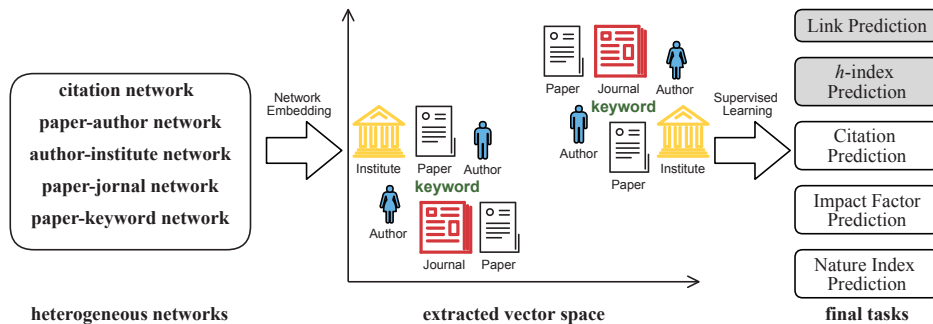 citation network
paper-author network
author-institute network
paper-jornal network
paper-keyword network
heterogeneous networks
Network
Embedding
Institute
Paper
Author
keyword
Author
Journal
Paper
Paper
Journal
Author
keyword
Author
Paper
Institute
extracted vector space
Supervised
Learning
Link Prediction
h-index
Prediction
Citation
Prediction
Impact Factor
Prediction
Nature Index
Prediction
final tasks